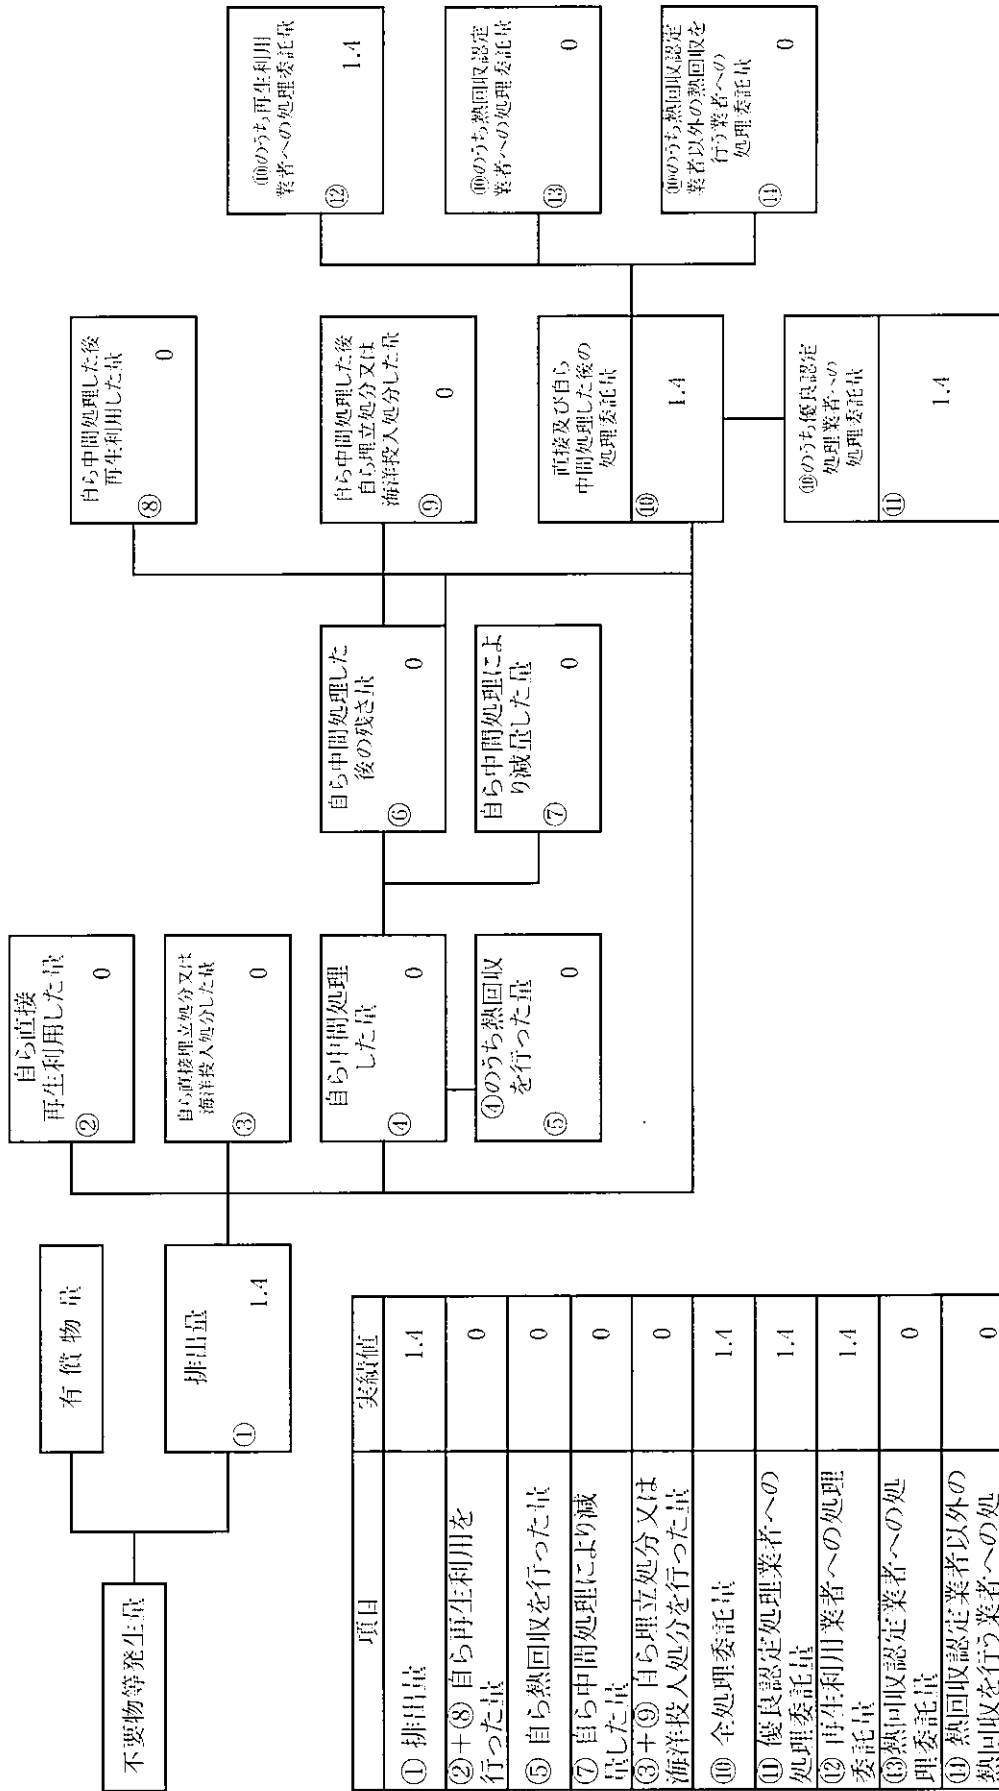 不要物等発生量
有 償 物 量
排出量
①
1.4
自ら直接
再生利用した量
②
0
自ら直接埋立処分又は
海洋投入処分した量
③
0
自ら中間処理
した量
④
0
④のうち熱回収
を行った量
⑤
0
自ら中間処理した
後の残さ量
⑥
0
自ら中間処理によ
り減量した量
⑦
0
自ら中間処理した後
再生利用した量
⑧
0
自ら中間処理した後
自ら埋立処分又は
海洋投入処分した量
⑨
0
直接及び自ら
中間処理した後の
処理委託量
⑩
1.4
⑩のうち優良認定
処理業者への
処理委託量
⑪
1.4
⑩のうち再生利用
業者への処理委託量
⑫
1.4
⑩のうち熱回収認定
業者への処理委託量
⑬
0
⑩のうち熱回収認定
業者以外の熱回収を
行う業者への
処理委託量
⑭
0
項目 実績値
① 排出量 1.4
②+⑧ 自ら再生利用を
行った量 0
⑤ 自ら熱回収を行った量 0
⑦ 自ら中間処理により減
量した量 0
③+⑨ 自ら埋立処分又は
海洋投入処分を行った量 0
⑩ 全処理委託量 1.4
⑪ 優良認定処理業者への
処理委託量 1.4
⑫ 再生利用業者への処理
委託量 1.4
⑬熱回収認定業者への処
理委託量 0
⑭ 熱回収認定業者以外の
熱回収を行う業者への処 0